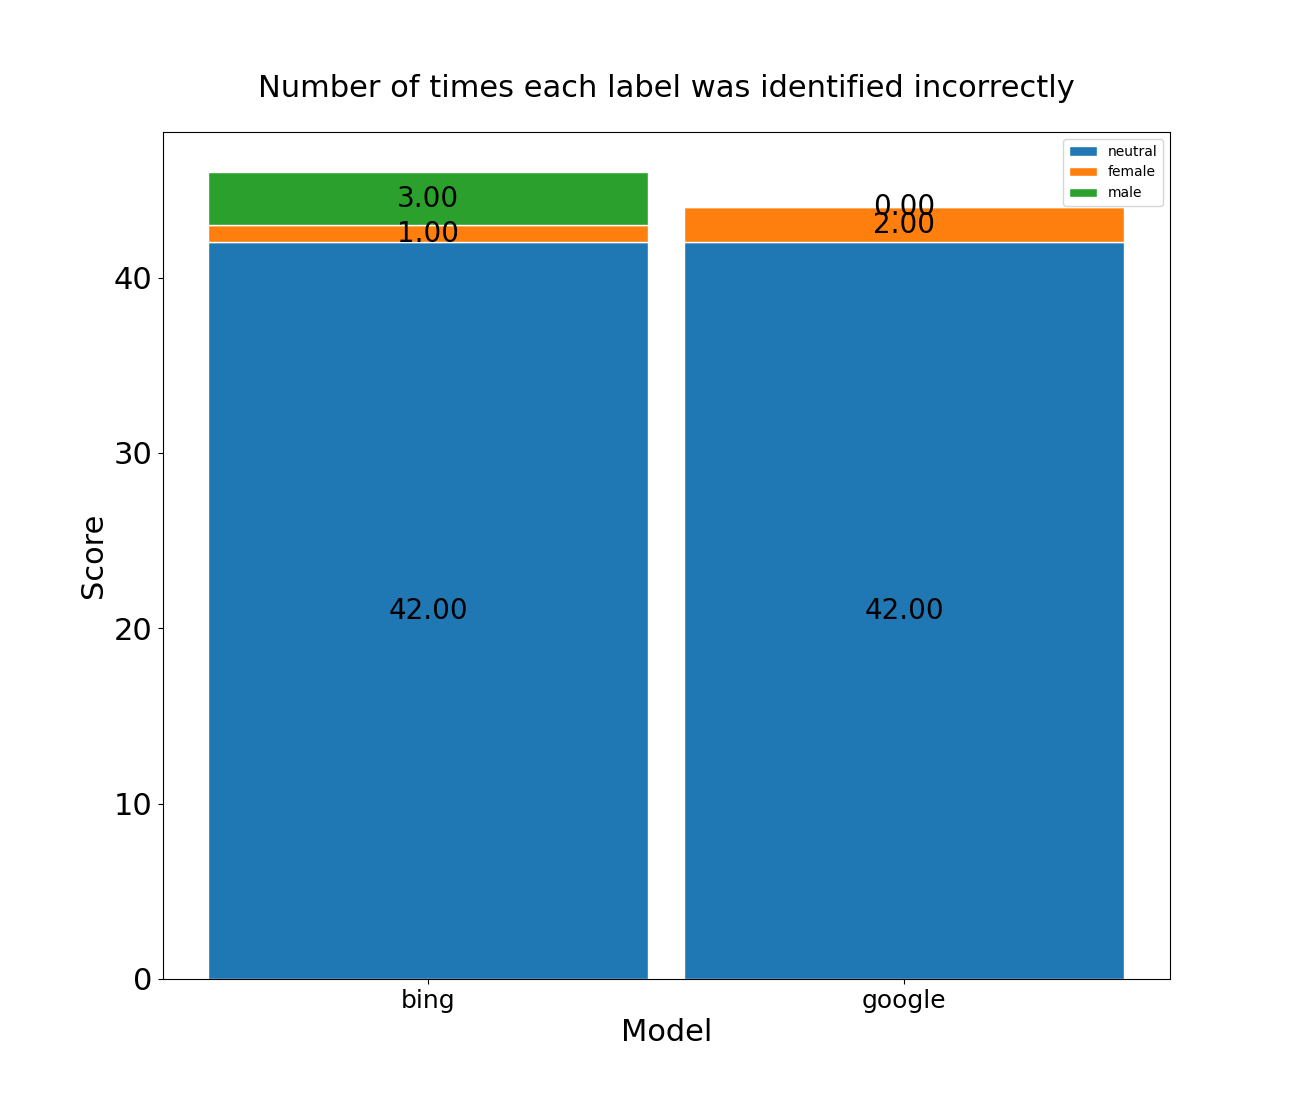 Number of times each label was identified incorrectly
neutral
female
male
3.00
1.00
0.00
2.00
42.00
42.00
40
30
20
10
0
Score
bing
google
Model